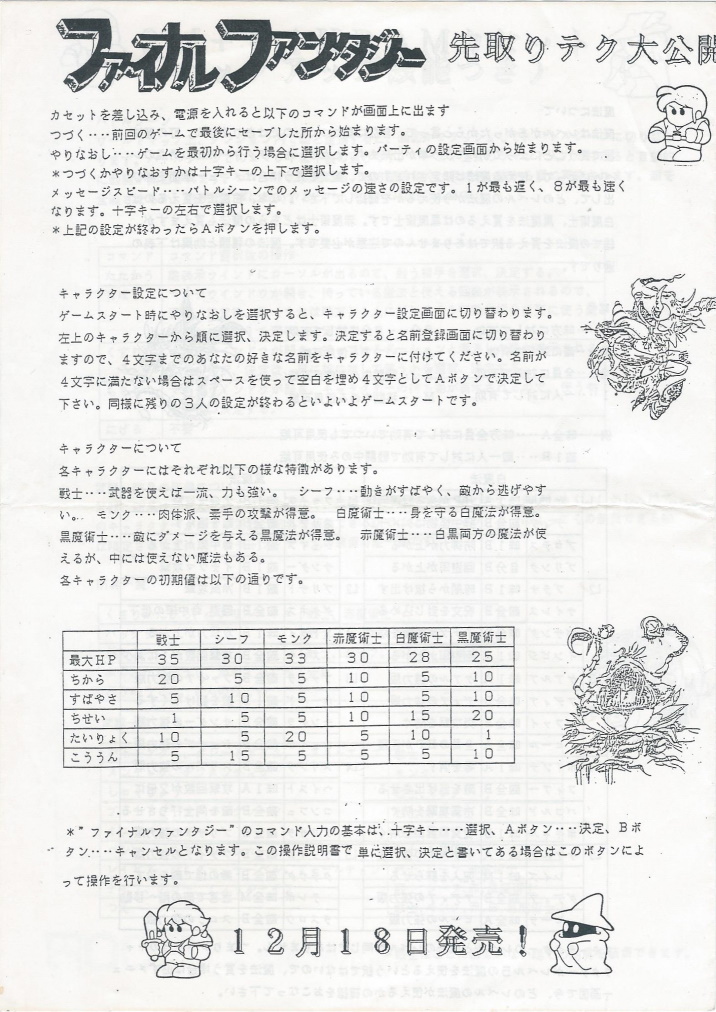 ファイナルファンタジー 先取りテク大公開
カセットを差し込み、電源を入れると以下のコマンドが画面上に出ます
つづく‥‥前回のゲームで最後にセーブした所から始まります。
やりなおし‥‥ゲームを最初から行う場合に選択します。パーティの設定画面から始まります。
*つづくかやりなおすかは十字キーの上下で選択します。
メッセージスピード‥‥バトルシーンでのメッセージの速さの設定です。1が最も遅く、8が最も速く
なります。十字キーの左右で選択します。
*上記の設定が終わったらAボタンを押します。
キャラクター設定について
ゲームスタート時にやりなおしを選択すると、キャラクター設定画面に切り替わります。
左上のキャラクターから順に選択、決定します。決定すると名前登録画面に切り替わり
ますので、4文字までのあなたの好きな名前をキャラクターに付けてください。名前が
4文字に満たない場合はスペースを使って空白を埋め4文字としてAボタンで決定して
下さい。同様に残りの3人の設定が終わるといよいよゲームスタートです。
キャラクターについて
各キャラクターにはそれぞれ以下の様な特徴があります。
戦士‥‥武器を使えば一流、力も強い。 シーフ‥‥動きがすばやく、敵から逃げやす
い。 モンク‥‥肉体派、素手の攻撃が得意。 白魔術士‥‥身を守る白魔法が得意。
黒魔術士‥‥敵にダメージを与える黒魔法が得意。 赤魔術士‥‥白黒両方の魔法が使
えるが、中には使えない魔法もある。
各キャラクターの初期値は以下の通りです。
戦士 シーフ モンク 赤魔術士 白魔術士 黒魔術士
最大HP 35 30 33 30 28 25
ちから 20 5 5 10 5 10
すばやさ 5 10 5 10 5 10
ちせい 1 5 5 10 15 20
たいりょく 10 5 20 5 10 1
こううん 5 15 5 5 5 10
*”ファイナルファンタジー”のコマンド入力の基本は、十字キー‥‥選択、Aボタン‥‥決定、Bボ
タン‥‥キャンセルとなります。この操作説明書で単に選択、決定と書いてある場合はこのボタンによ
って操作を行います。
12月18日発売!